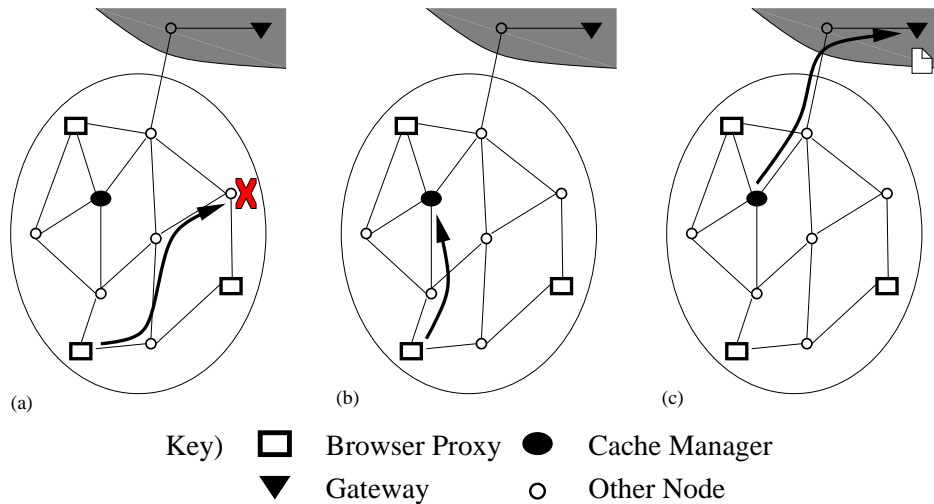 (a)
(b)
(c)
Key) Browser Proxy Cache Manager
Gateway Other Node